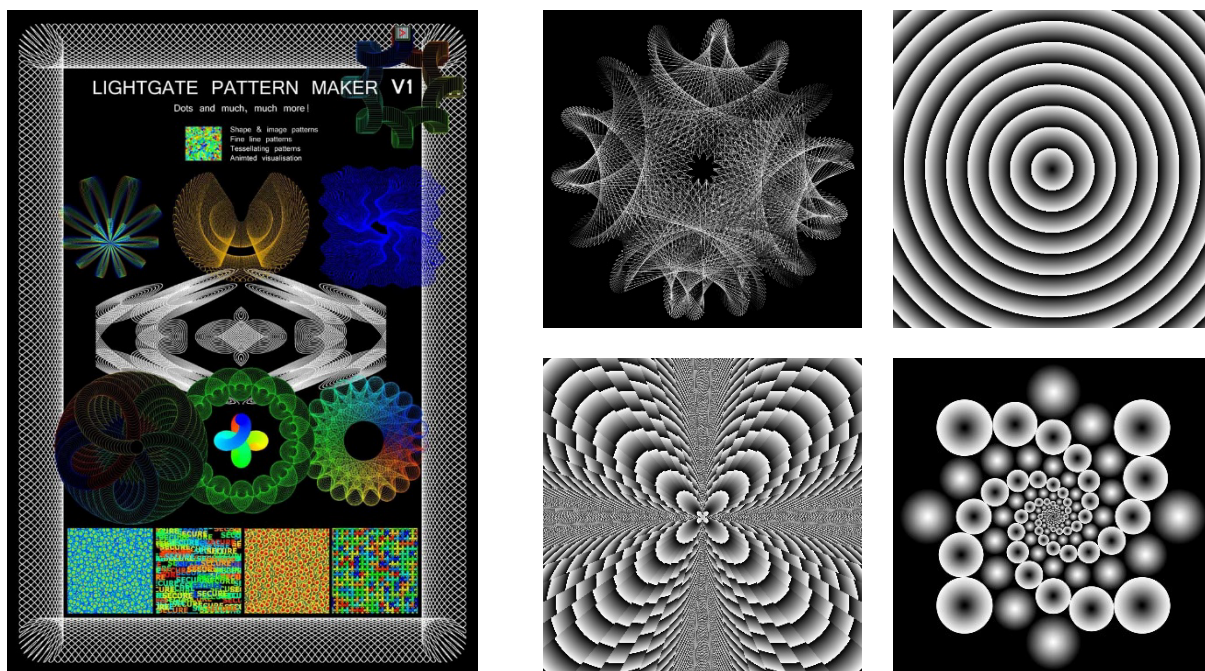 LIGHTGATE PATTERN MAKER V1
Dots and much, much more!
Shape & image patterns
Fine line patterns
Tessellating patterns
Animted visualisation
SECURE